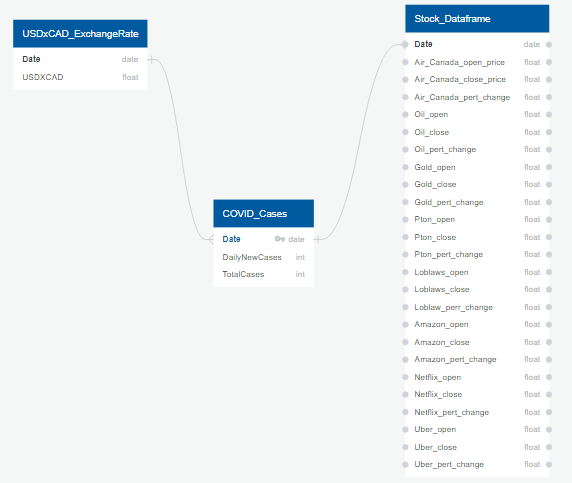 USDxCAD_ExchangeRate
Date date
USDXCAD float
COVID_Cases
Date date
DailyNewCases int
TotalCases int
Stock_Dataframe
Date date
Air_Canada_open_price float
Air_Canada_close_price float
Air_Canada_pert_change float
Oil_open float
Oil_close float
Oil_pert_change float
Gold_open float
Gold_close float
Gold_pert_change float
Pton_open float
Pton_close float
Pton_pert_change float
Loblaws_open float
Loblaws_close float
Loblaw_perr_change float
Amazon_open float
Amazon_close float
Amazon_pert_change float
Netflix_open float
Netflix_close float
Netflix_pert_change float
Uber_open float
Uber_close float
Uber_pert_change float